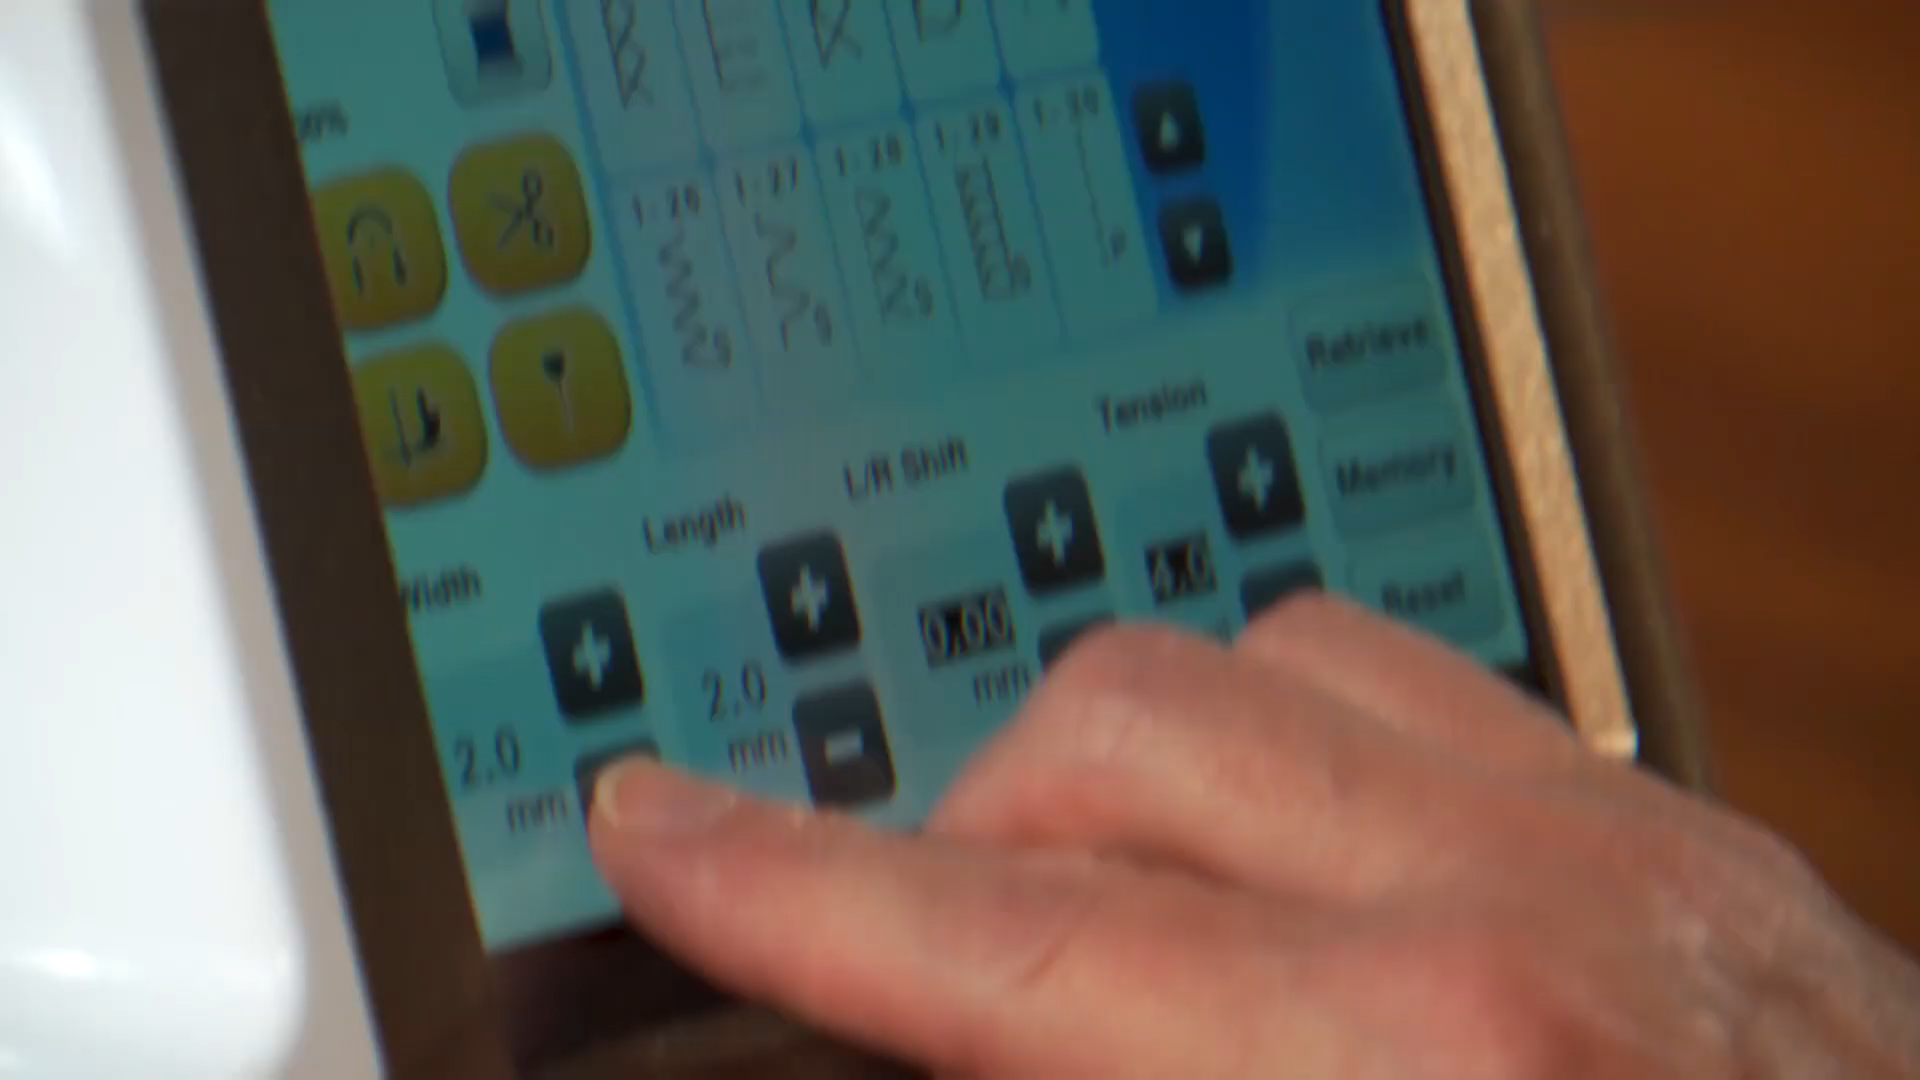 1-26 1-27 1-28 1-29 1-30
Retrieve
Memory
Reset
Width Length L/R Shift Tension
2.0 2.0 0.00 4.0
mm mm mm